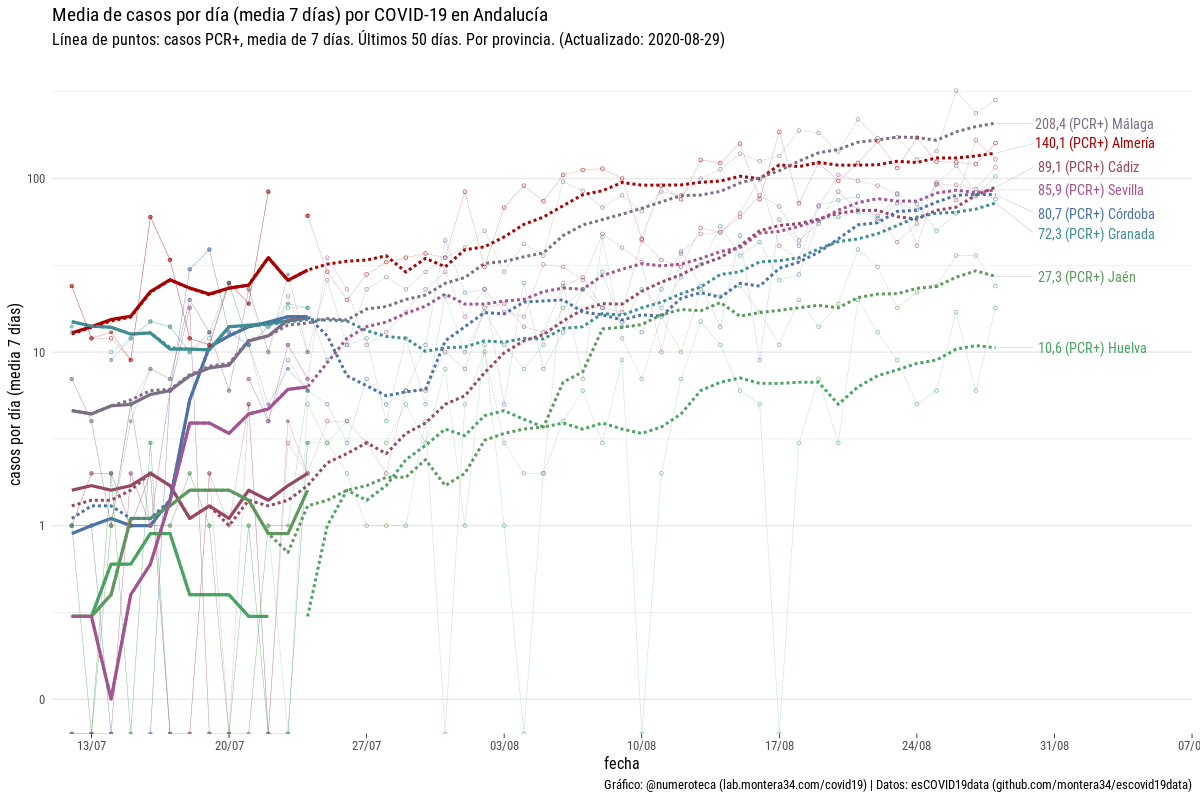 Media de casos por día (media 7 días) por COVID-19 en Andalucía
Línea de puntos: casos PCR+, media de 7 días. Últimos 50 días. Por provincia. (Actualizado: 2020-08-29)
208,4 (PCR+) Málaga
140,1 (PCR+) Almería
89,1 (PCR+) Cádiz
85,9 (PCR+) Sevilla
80,7 (PCR+) Córdoba
72,3 (PCR+) Granada
27,3 (PCR+) Jaén
10,6 (PCR+) Huelva
casos por día (media 7 días)
100
10
1
0
13/07 20/07 27/07 03/08 10/08 17/08 24/08 31/08 07/0
fecha
Gráfico: @numeroteca (lab.montera34.com/covid19) | Datos: esCOVID19data (github.com/montera34/escovid19data)